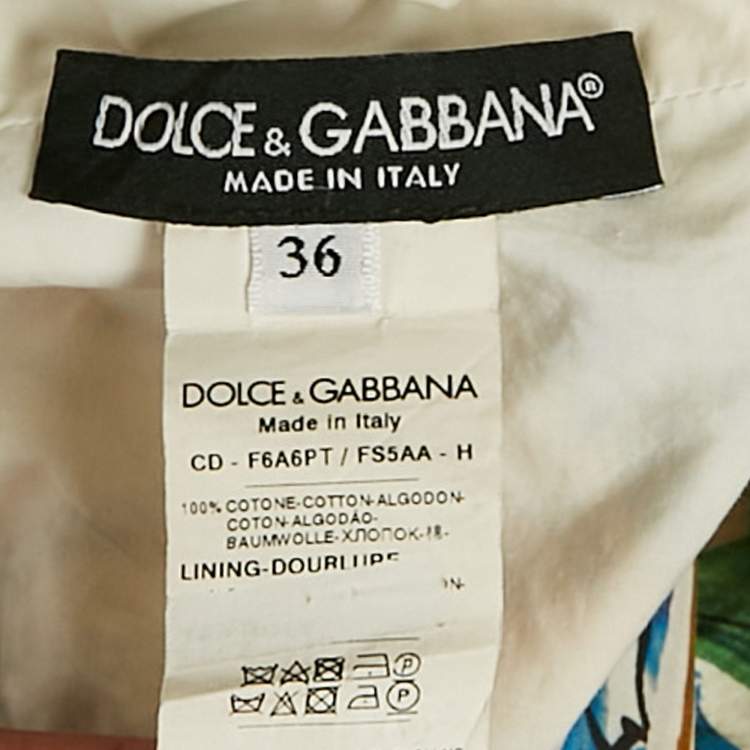 DOLCE & GABBANA®
MADE IN ITALY
36
DOLCE & GABBANA
Made in Italy
CD - F6A6PT / FS5AA - H
100% COTONE-COTTON-ALGODON-
COTON-ALGODÃO-
BAUMWOLLE-ХЛОПОК-棉-
LINING-
P
P